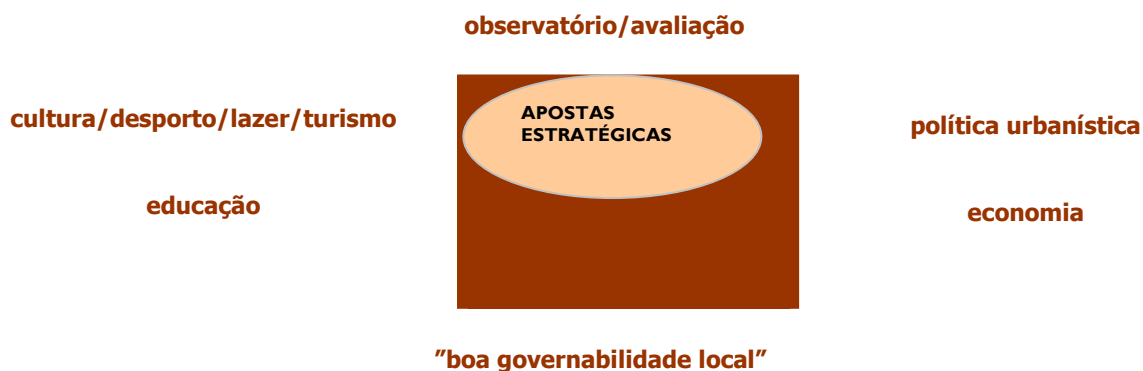 observatório/avaliação
cultura/desporto/lazer/turismo
APOSTAS
ESTRATÉGICAS
política urbanística
educação
economia
”boa governabilidade local”